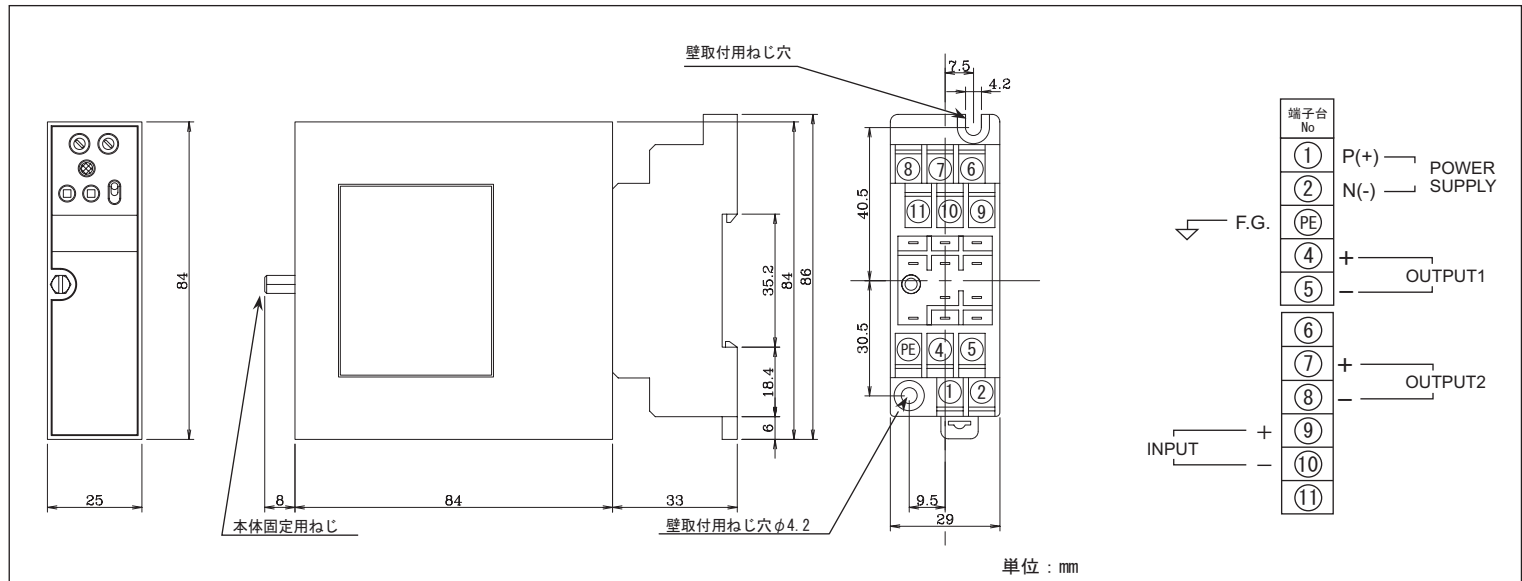 壁取付用ねじ穴
7.5
4.2
84
25
8
84
33
本体固定用ねじ
35.2
18.4
6
84
86
40.5
30.5
⑧ ⑦ ⑥
⑪ ⑩ ⑨
PE ④ ⑤
① ②
9.5
29
壁取付用ねじ穴φ4.2
単位：mm
端子台
No
① P(+)
② N(-)
POWER
SUPPLY
F.G. PE
④ +
⑤ −
OUTPUT1
⑥
⑦ +
⑧ −
OUTPUT2
INPUT
+ ⑨
− ⑩
⑪